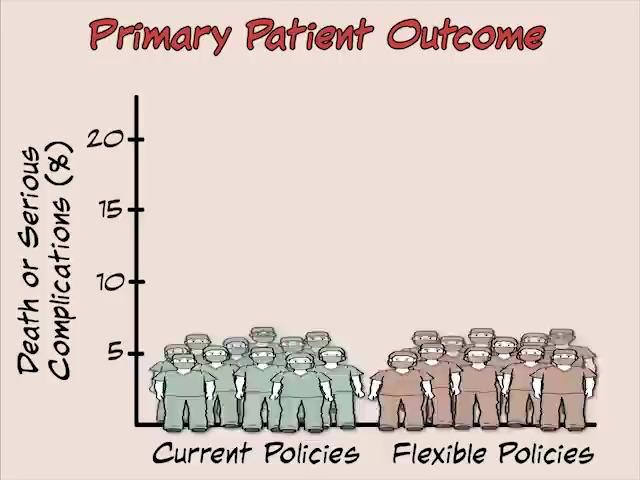 Primary Patient Outcome
Death or Serious
Complications (%)
20
15
10
5
Current Policies
Flexible Policies